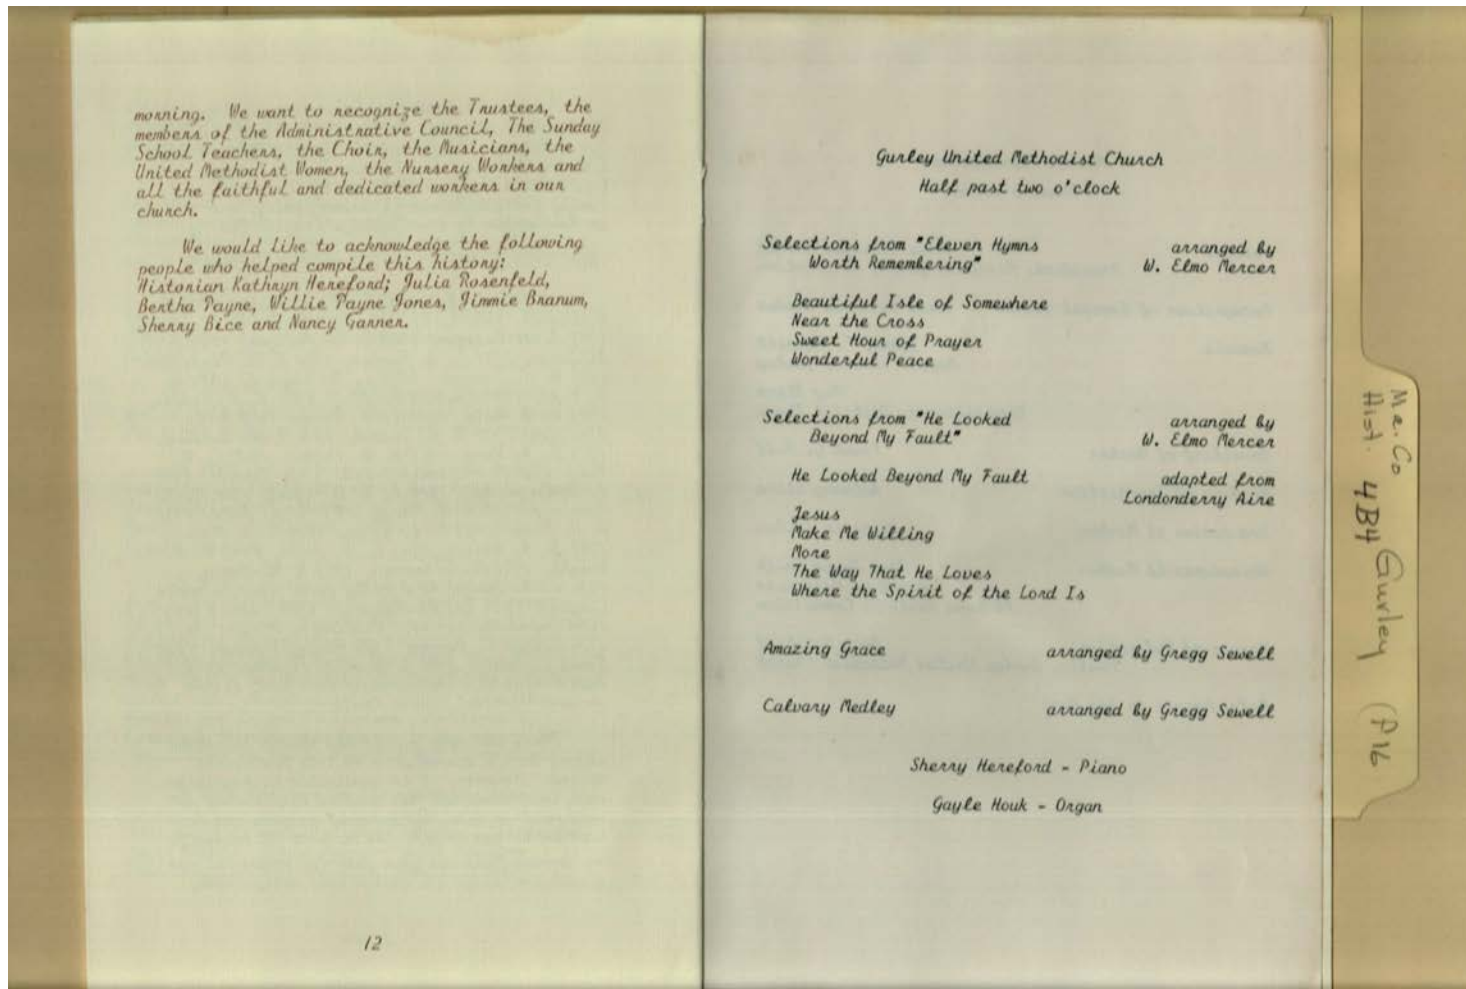 morning. We want to recognize the Trustees, the
members of the Administrative Council, The Sunday
School Teachers, the Choir, the Musicians, the
United Methodist Women, the Nursery Workers and
all the faithful and dedicated workers in our
church.
We would like to acknowledge the following
people who helped compile this history:
Historian Kathryn Hereford; Julia Rosenfeld,
Bertha Payne, Willie Payne Jones, Jimmie Branum,
Sherry Bice and Nancy Garner.
12
Gurley United Methodist Church
Half past two o'clock
Selections from "Eleven Hymns arranged by
Worth Remembering" W. Elmo Mercer
Beautiful Isle of Somewhere
Near the Cross
Sweet Hour of Prayer
Wonderful Peace
Selections from "He Looked arranged by
Beyond My Fault" W. Elmo Mercer
He Looked Beyond My Fault adapted from
Londonderry Aire
Jesus
Make Me Willing
More
The Way That He Loves
Where the Spirit of the Lord Is
Amazing Grace arranged by Gregg Sewell
Calvary Medley arranged by Gregg Sewell
Sherry Hereford - Piano
Gayle Houk - Organ
Ma. Co
Hist. 4B4 Gurley (P16